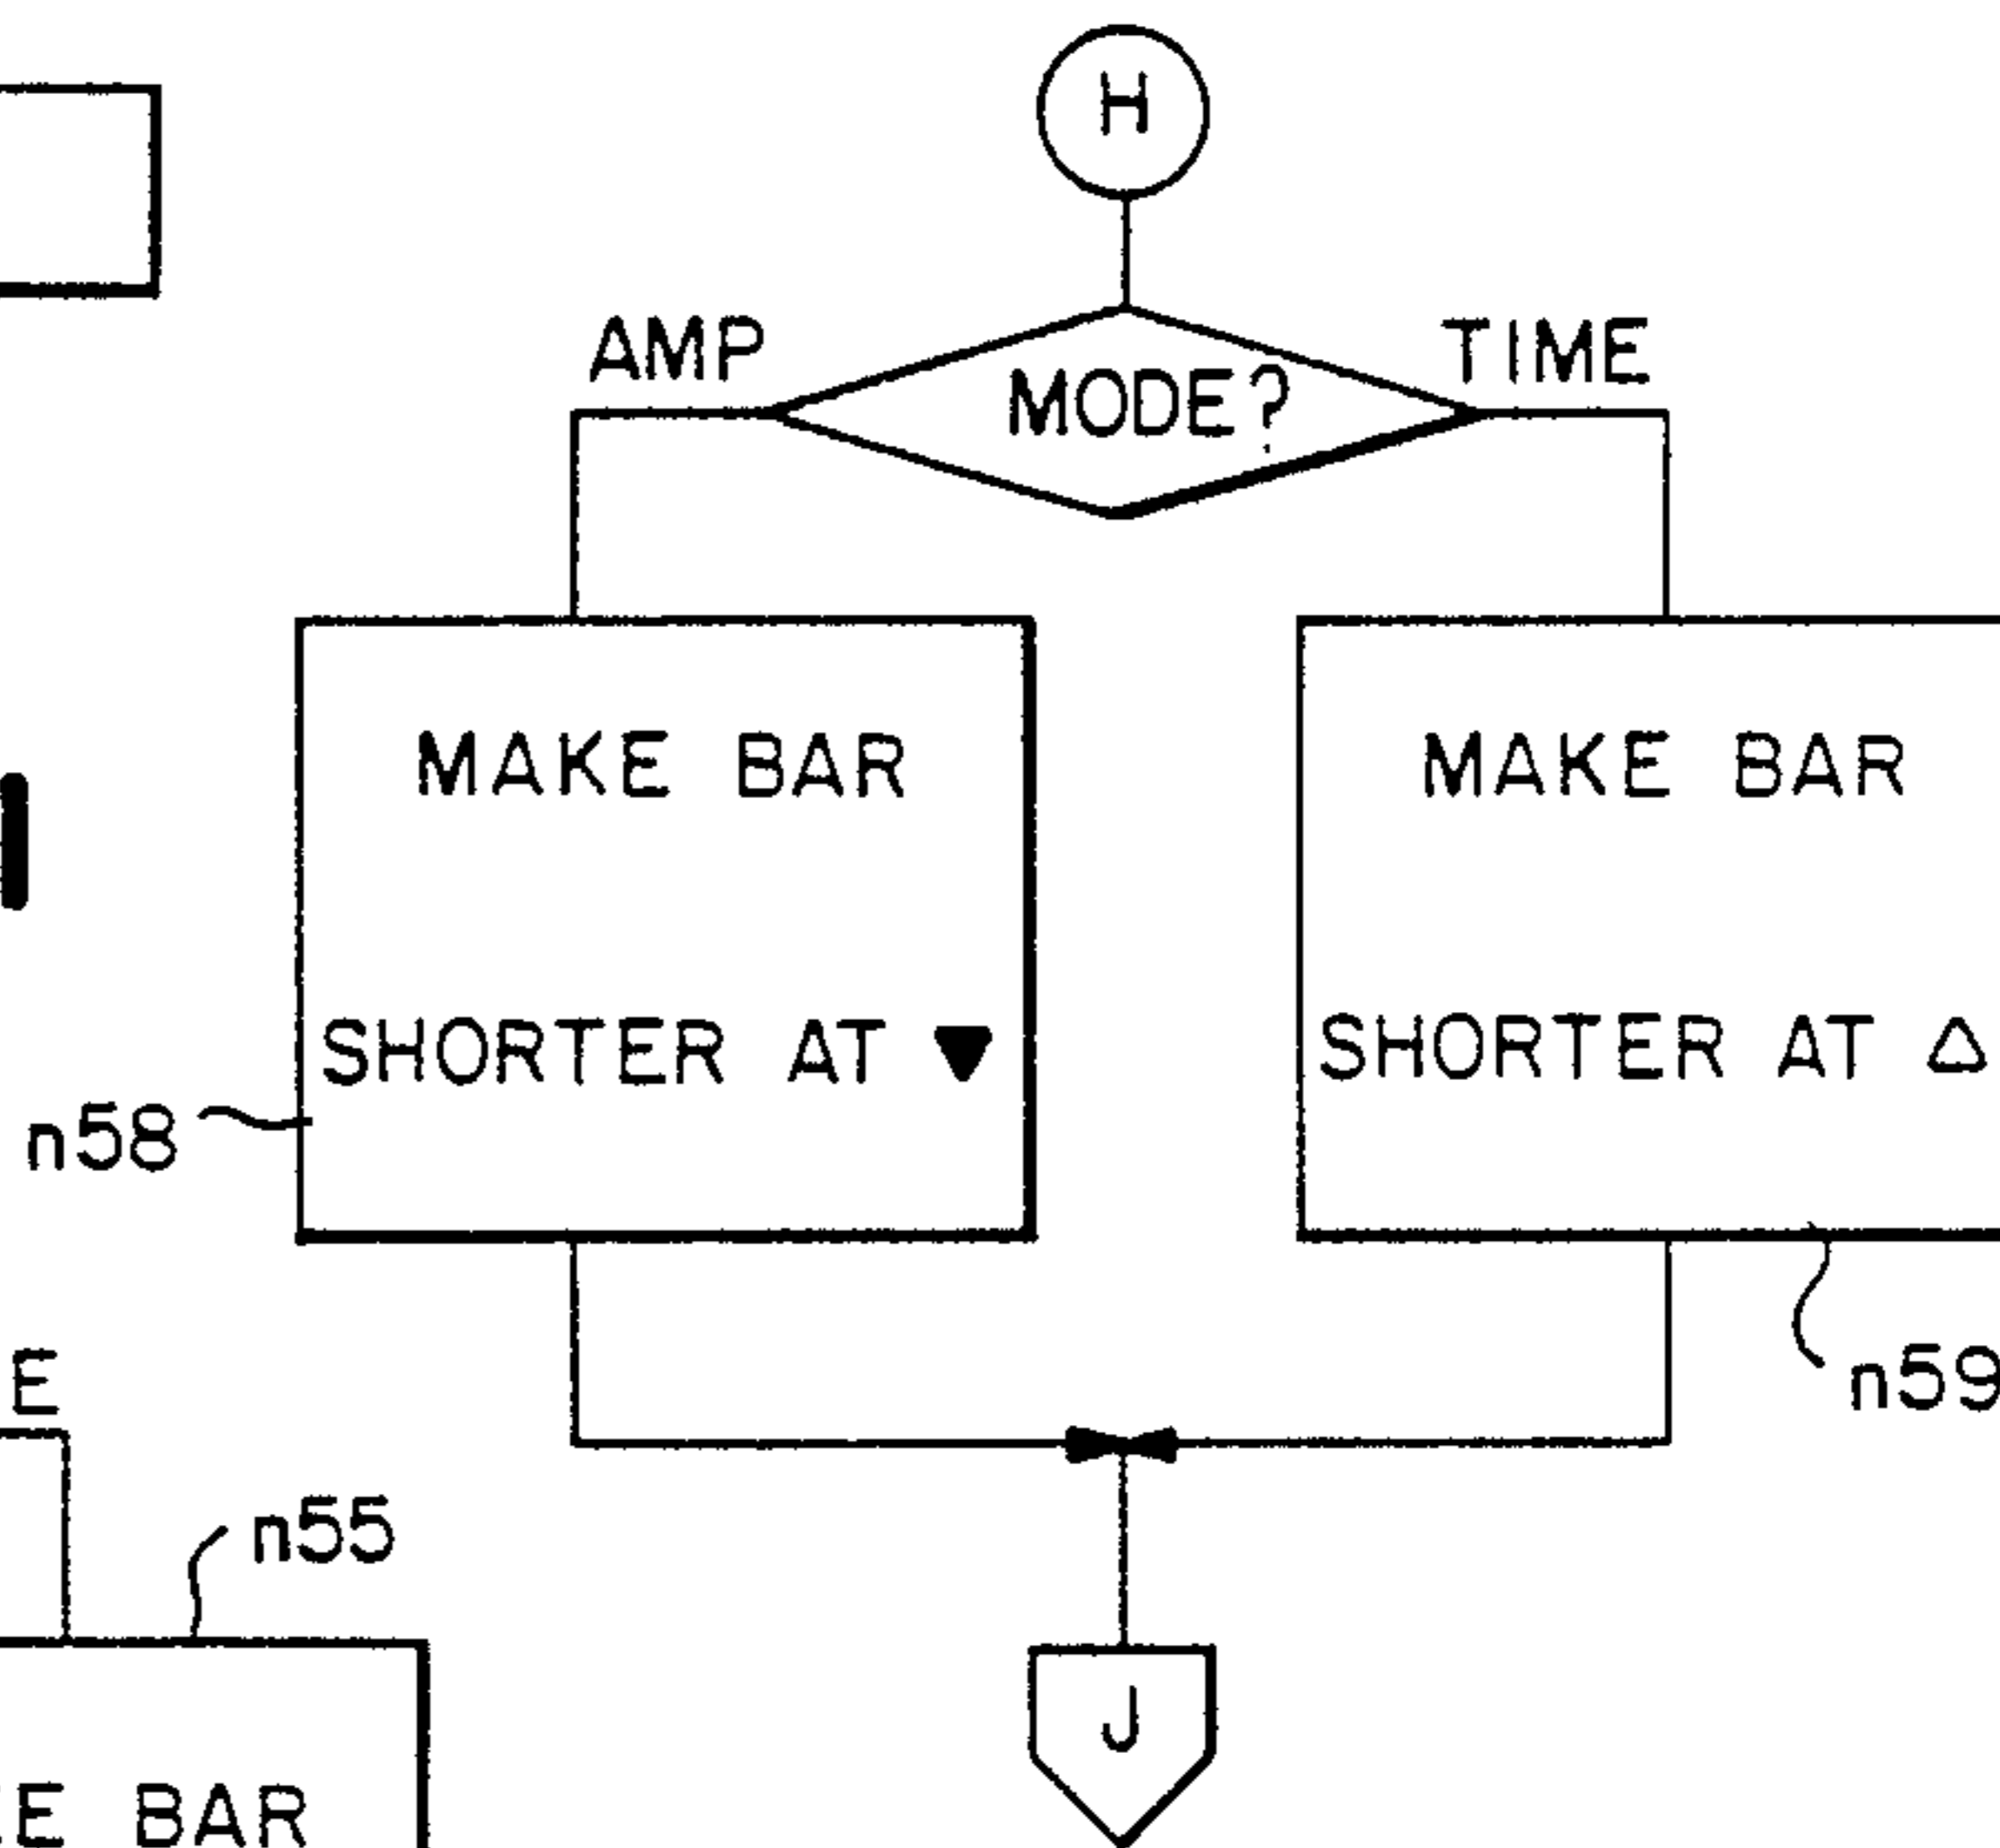 H
AMP
MODE?
TIME
MAKE BAR
SHORTER AT ▼
MAKE BAR
SHORTER AT △
n58
n59
E
n55
E BAR
J